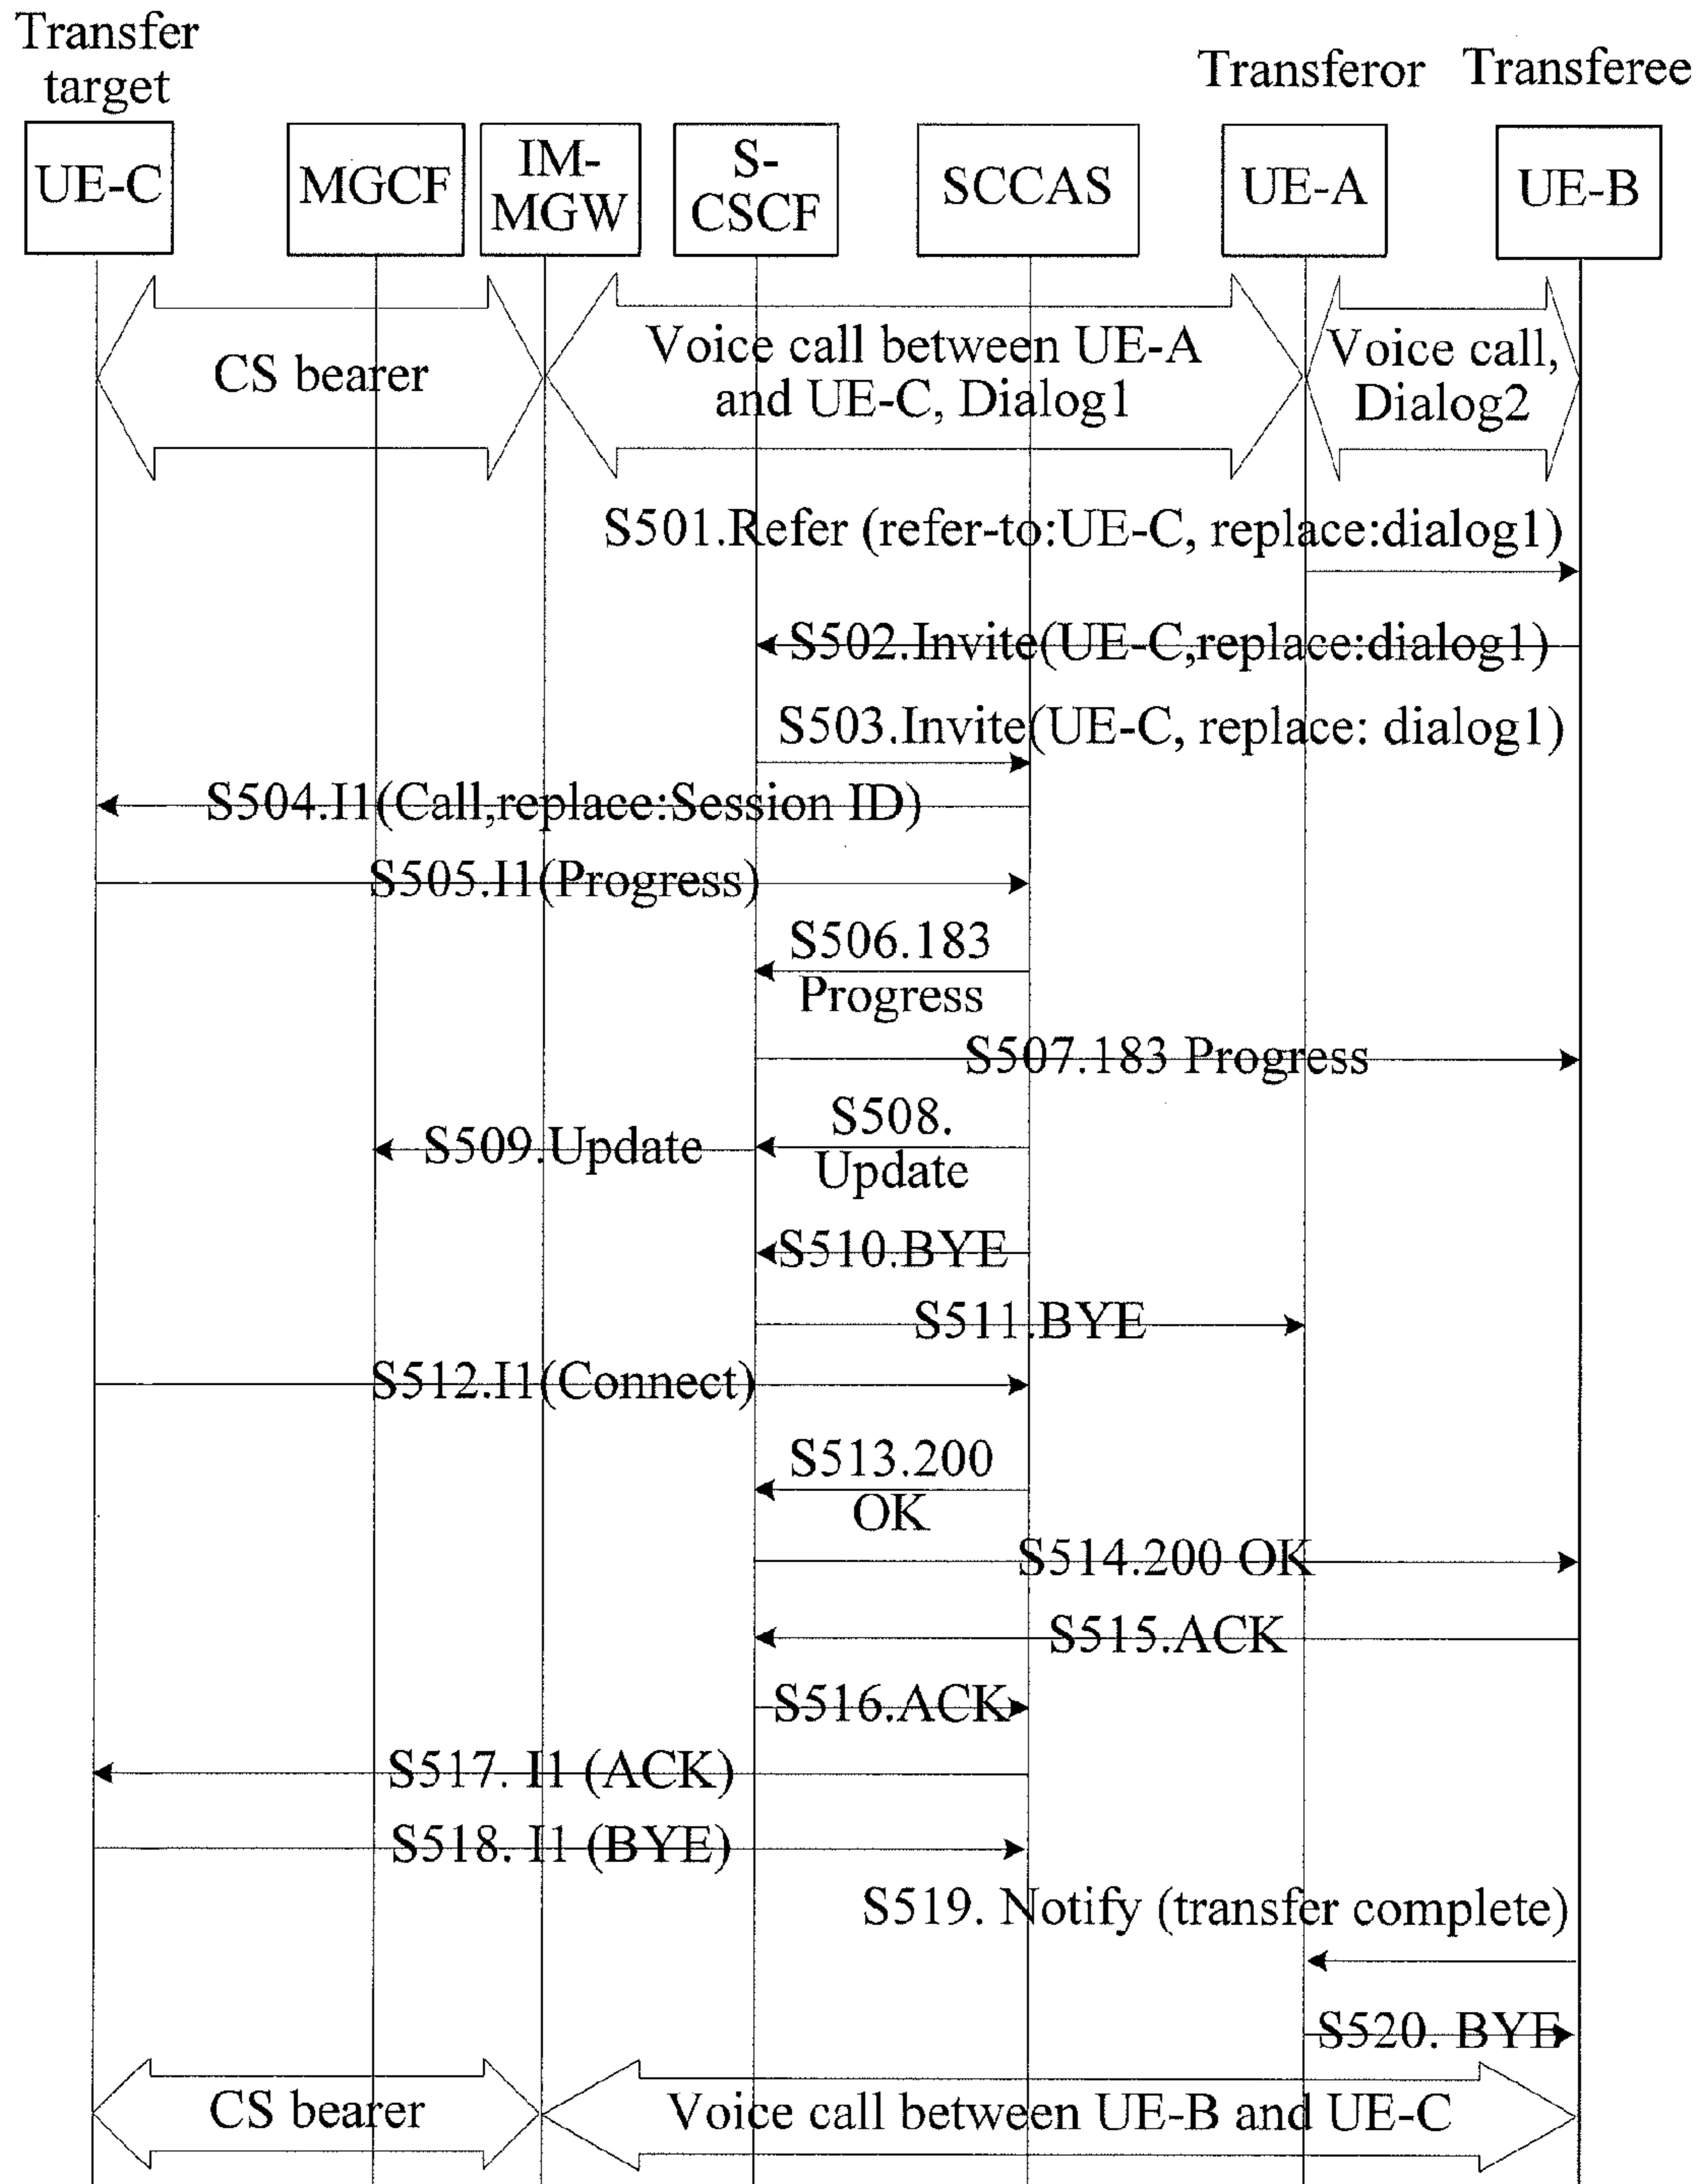 Transfer
target
Transferor
Transferee
UE-C
MGCF
IM-
MGW
S-
CSCF
SCCAS
UE-A
UE-B
CS bearer
Voice call between UE-A
and UE-C, Dialog1
Voice call,
Dialog2
S501.Refer (refer-to:UE-C, replace:dialog1)
S502.Invite(UE-C,replace:dialog1)
S503.Invite(UE-C, replace: dialog1)
S504.I1(Call,replace:Session ID)
S505.I1(Progress)
S506.183
Progress
S507.183 Progress
S508.
Update
S509.Update
S510.BYE
S511.BYE
S512.I1(Connect)
S513.200
OK
S514.200 OK
S515.ACK
S516.ACK
S517. I1 (ACK)
S518. I1 (BYE)
S519. Notify (transfer complete)
S520. BYE
CS bearer
Voice call between UE-B and UE-C